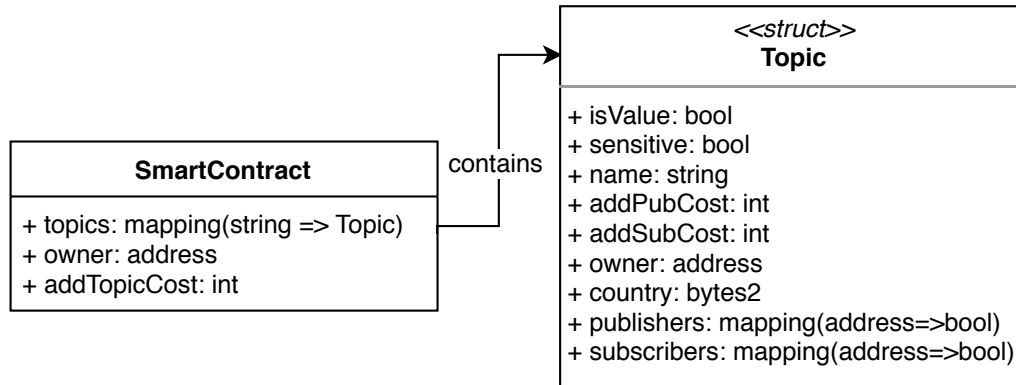 SmartContract
+ topics: mapping(string => Topic)
+ owner: address
+ addTopicCost: int
contains
<<struct>>
Topic
+ isValue: bool
+ sensitive: bool
+ name: string
+ addPubCost: int
+ addSubCost: int
+ owner: address
+ country: bytes2
+ publishers: mapping(address=>bool)
+ subscribers: mapping(address=>bool)